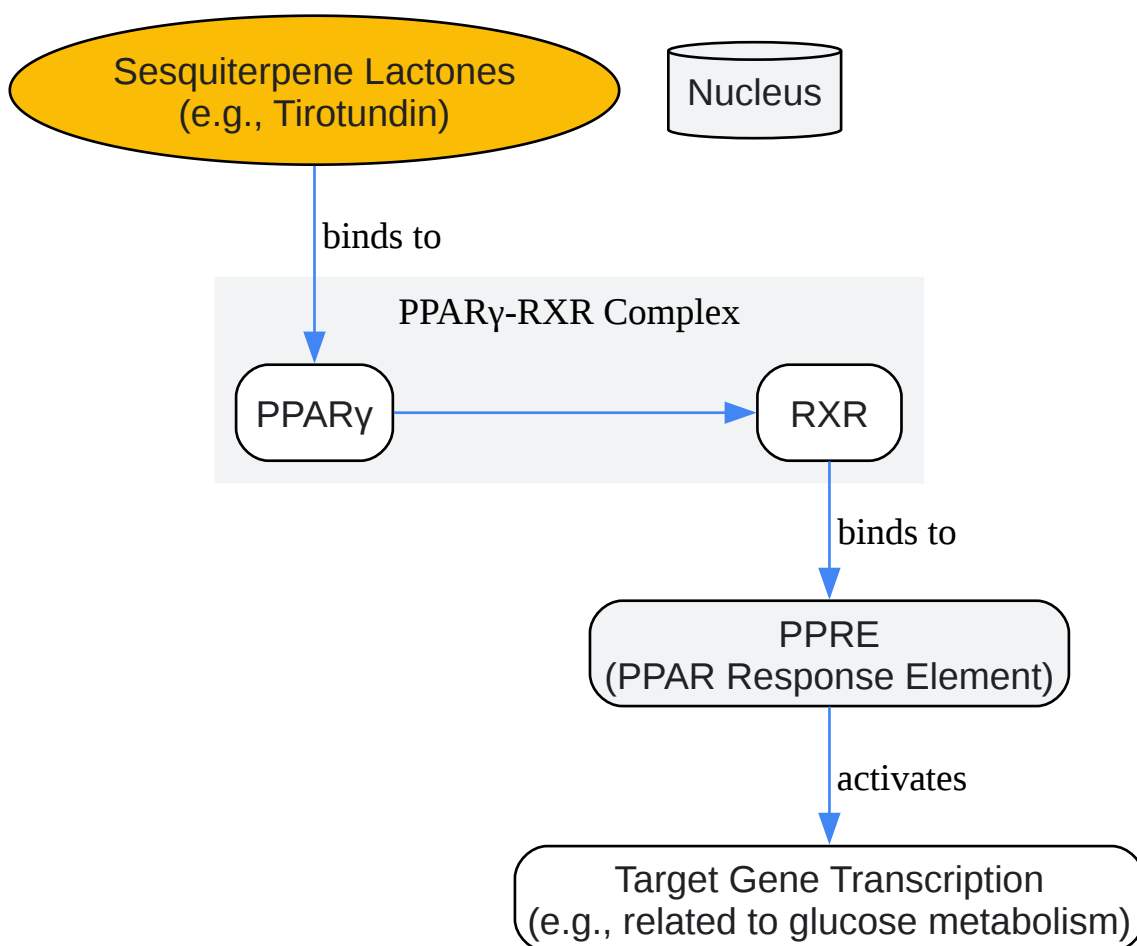 Sesquiterpene Lactones
(e.g., Tirotundin)
Nucleus
binds to
PPARγ-RXR Complex
PPARγ
RXR
binds to
PPRE
(PPAR Response Element)
activates
Target Gene Transcription
(e.g., related to glucose metabolism)